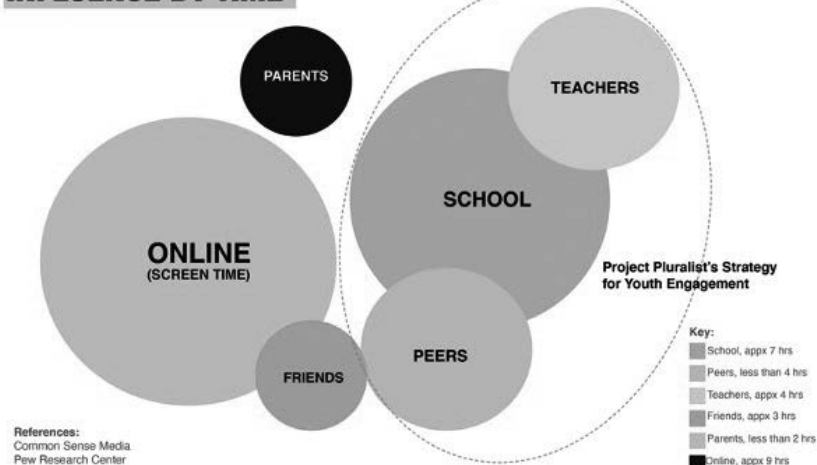 PARENTS
TEACHERS
SCHOOL
ONLINE
(SCREEN TIME)
Project Pluralist's Strategy
for Youth Engagement
PEERS
FRIENDS
Key:
School, appx 7 hrs
Peers, less than 4 hrs
Teachers, appx 4 hrs
Friends, appx 3 hrs
Parents, less than 2 hrs
Online, appx 9 hrs
References:
Common Sense Media
Pew Research Center